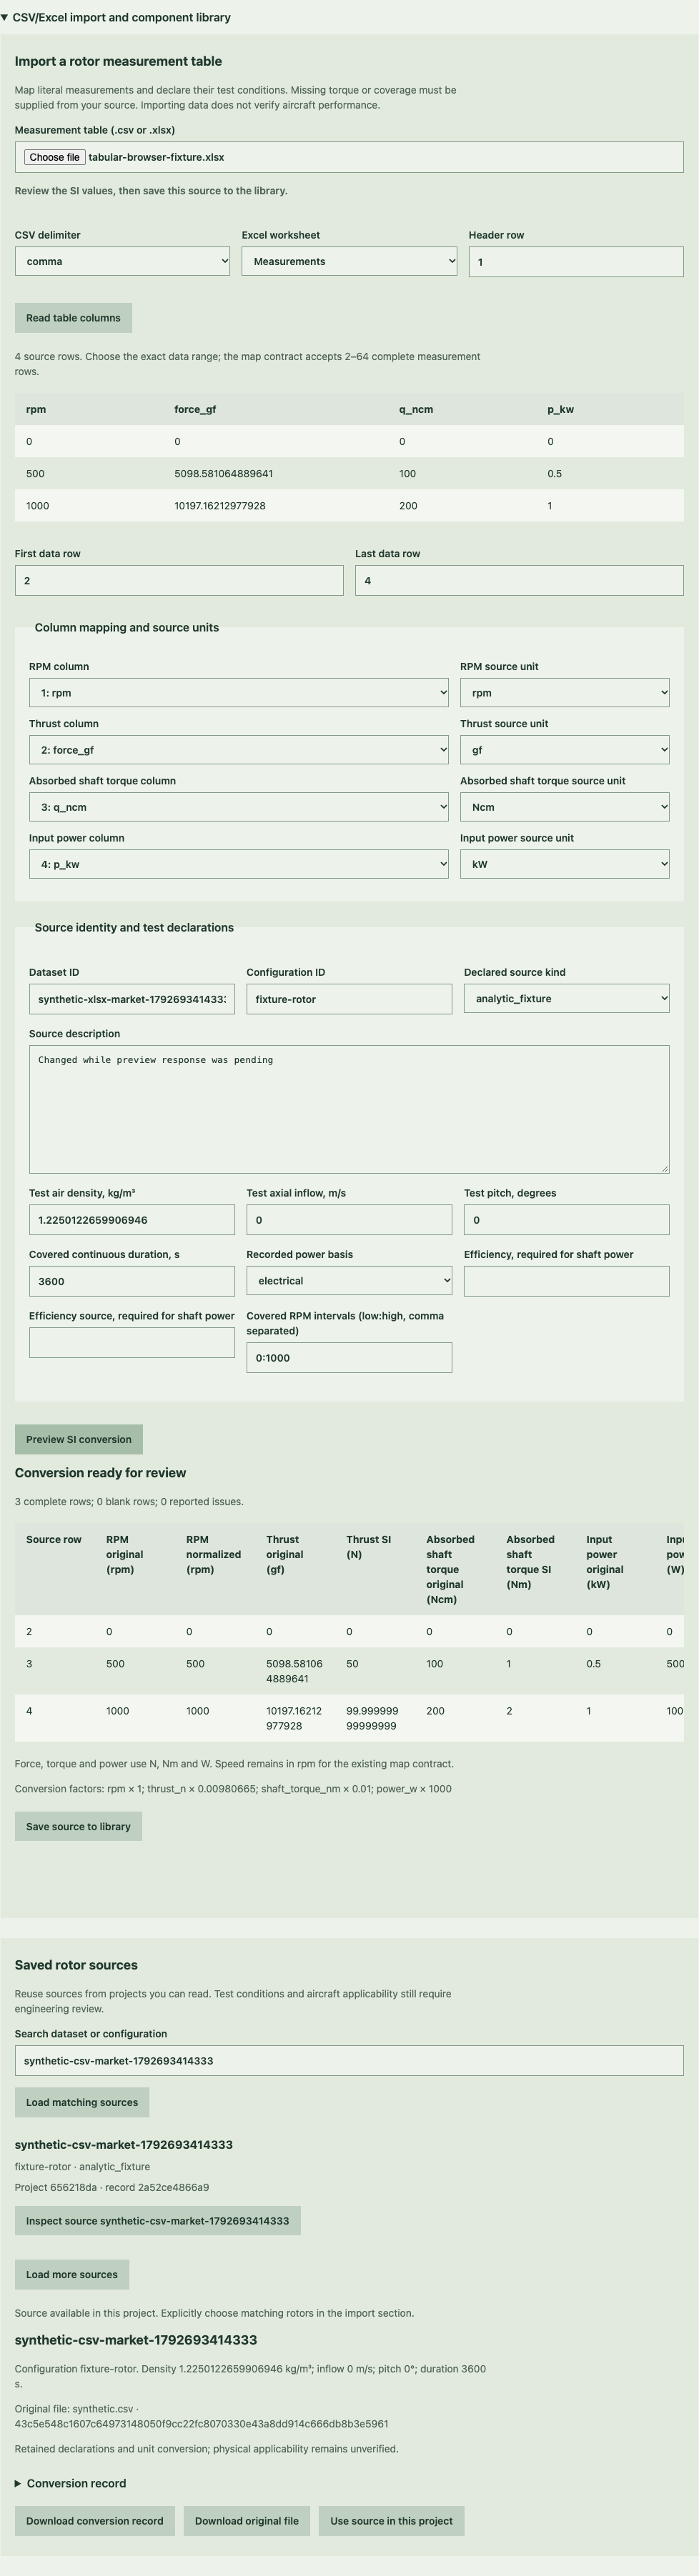 CSV/Excel import and component library
Import a rotor measurement table
Map literal measurements and declare their test conditions. Missing torque or coverage must be
supplied from your source. Importing data does not verify aircraft performance.
Measurement table (.csv or .xlsx)
Choose file tabular-browser-fixture.xlsx
Review the SI values, then save this source to the library.
CSV delimiter Excel worksheet Header row
comma Measurements 1
Read table columns
4 source rows. Choose the exact data range; the map contract accepts 2–64 complete measurement
rows.
rpm force_gf q_ncm p_kw
0 0 0 0
500 5098.581064889641 100 0.5
1000 10197.16212977928 200 1
First data row Last data row
2 4
Column mapping and source units
RPM column RPM source unit
1: rpm rpm
Thrust column Thrust source unit
2: force_gf gf
Absorbed shaft torque column Absorbed shaft torque source unit
3: q_ncm Ncm
Input power column Input power source unit
4: p_kw kW
Source identity and test declarations
Dataset ID Configuration ID Declared source kind
synthetic-xlsx-market-1792693414333 fixture-rotor analytic_fixture
Source description
Changed while preview response was pending
Test air density, kg/m³ Test axial inflow, m/s Test pitch, degrees
1.2250122659906946 0 0
Covered continuous duration, s Recorded power basis Efficiency, required for shaft power
3600 electrical
Efficiency source, required for shaft power Covered RPM intervals (low:high, comma
separated)
0:1000
Preview SI conversion
Conversion ready for review
3 complete rows; 0 blank rows; 0 reported issues.
Source row RPM RPM Thrust Thrust SI Absorbed Absorbed Input
original normalized original (N) shaft shaft power
(rpm) (rpm) (gf) torque torque SI original (W)
original (Nm) (kW)
(Ncm)
2 0 0 0 0 0 0 0 0
3 500 500 5098.58106 50 100 1 0.5 500
4889641
4 1000 1000 10197.16212 99.999999 200 2 1 100
977928 99999999
Force, torque and power use N, Nm and W. Speed remains in rpm for the existing map contract.
Conversion factors: rpm × 1; thrust_n × 0.00980665; shaft_torque_nm × 0.01; power_w × 1000
Save source to library
Saved rotor sources
Reuse sources from projects you can read. Test conditions and aircraft applicability still require
engineering review.
Search dataset or configuration
synthetic-csv-market-1792693414333
Load matching sources
synthetic-csv-market-1792693414333
fixture-rotor · analytic_fixture
Project 656218da · record 2a52ce4866a9
Inspect source synthetic-csv-market-1792693414333
Load more sources
Source available in this project. Explicitly choose matching rotors in the import section.
synthetic-csv-market-1792693414333
Configuration fixture-rotor. Density 1.2250122659906946 kg/m³; inflow 0 m/s; pitch 0°; duration 3600
s.
Original file: synthetic.csv ·
43c5e548c1607c64973148050f9cc22fc8070330e43a8dd914c666db8b3e5961
Retained declarations and unit conversion; physical applicability remains unverified.
Conversion record
Download conversion record Download original file Use source in this project